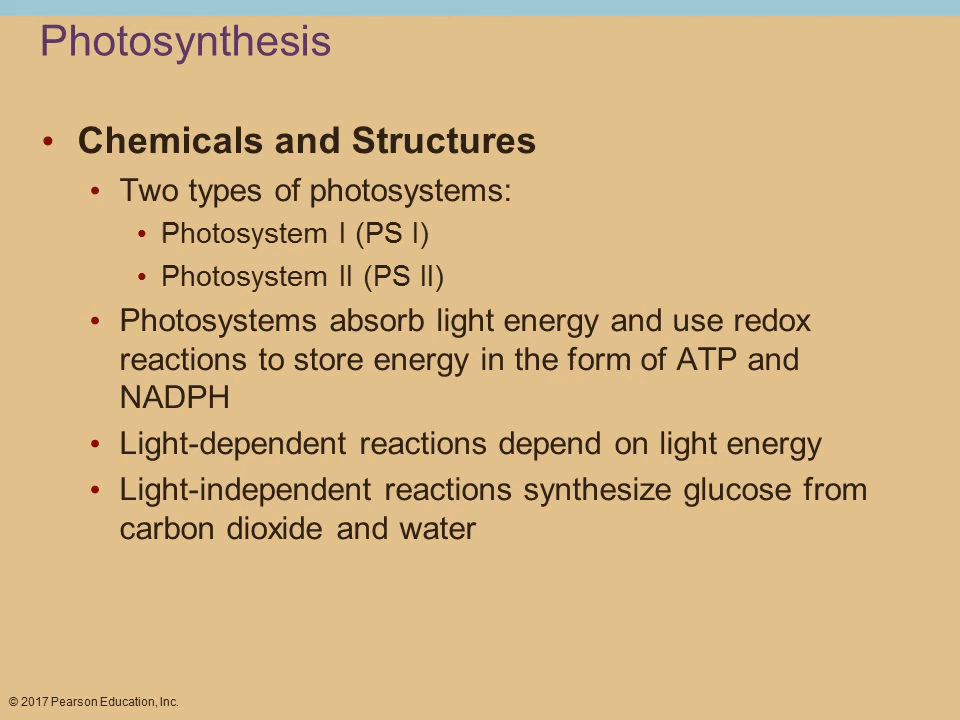 Photosynthesis
• Chemicals and Structures
• Two types of photosystems:
• Photosystem I (PS I)
• Photosystem II (PS II)
• Photosystems absorb light energy and use redox
reactions to store energy in the form of ATP and
NADPH
• Light-dependent reactions depend on light energy
• Light-independent reactions synthesize glucose from
carbon dioxide and water
© 2017 Pearson Education, Inc.